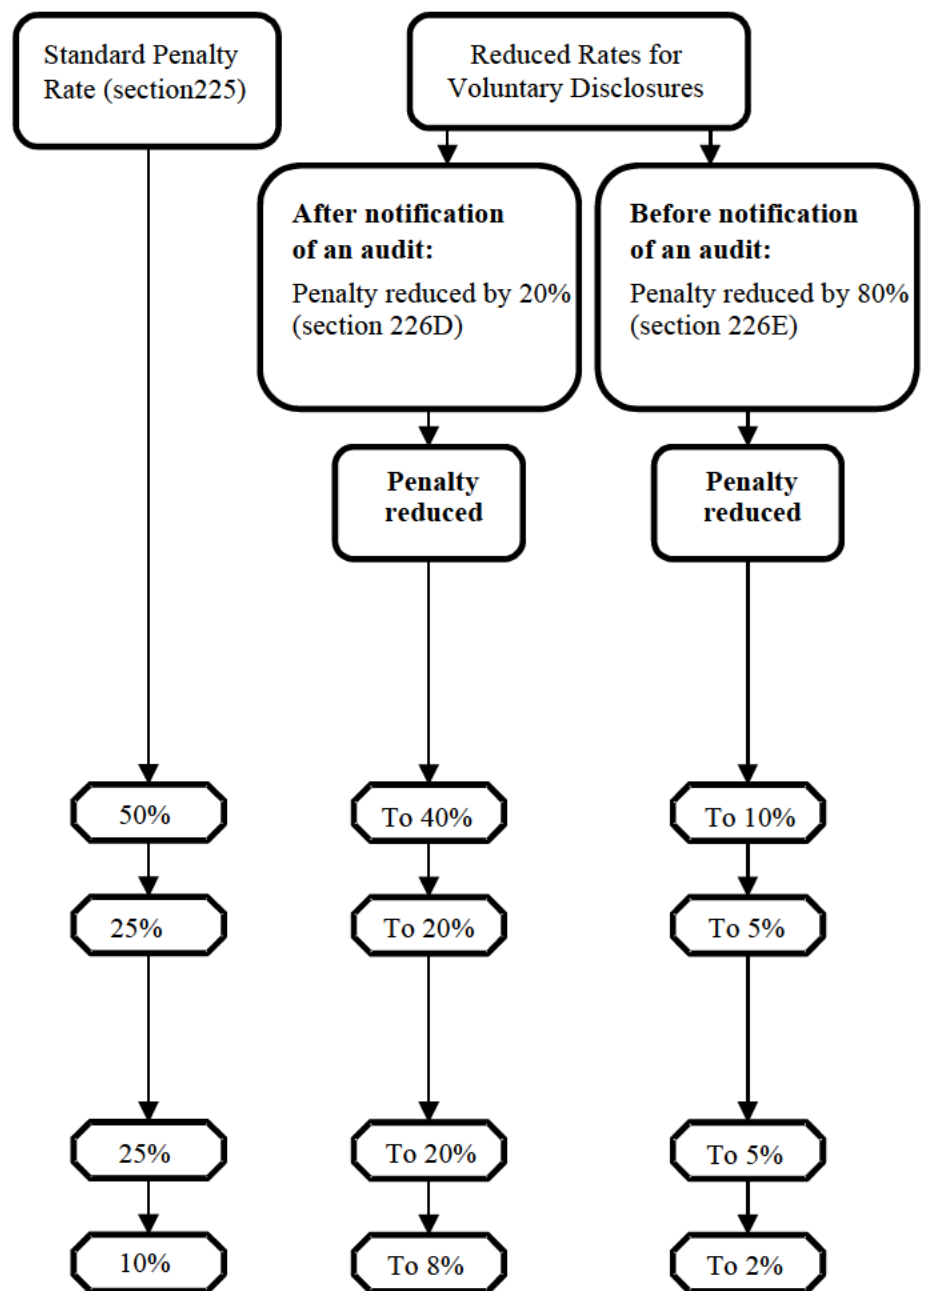 Standard Penalty
Rate (section225)
Reduced Rates for
Voluntary Disclosures
After notification
of an audit:
Penalty reduced by 20%
(section 226D)
Before notification
of an audit:
Penalty reduced by 80%
(section 226E)
Penalty
reduced
Penalty
reduced
50%
To 40%
To 10%
25%
To 20%
To 5%
25%
To 20%
To 5%
10%
To 8%
To 2%